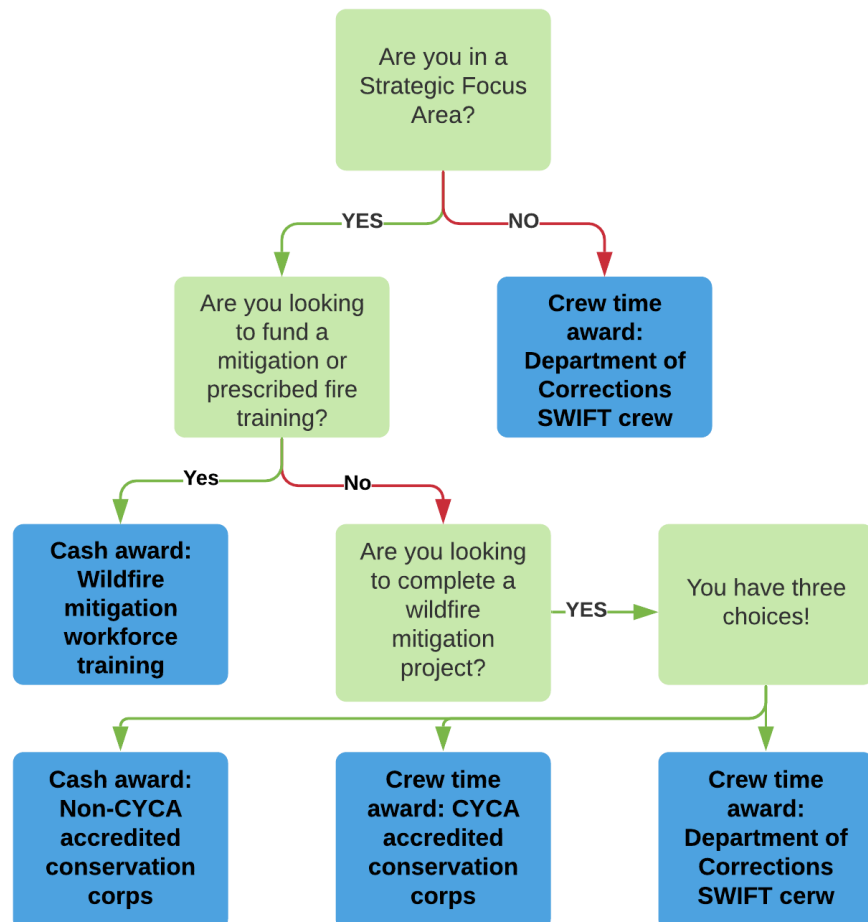 Are you in a
Strategic Focus
Area?
YES
NO
Are you looking
to fund a
mitigation or
prescribed fire
training?
Crew time
award:
Department of
Corrections
SWIFT crew
Yes
No
Cash award:
Wildfire
mitigation
workforce
training
Are you looking
to complete a
wildfire
mitigation
project?
YES
You have three
choices!
Cash award:
Non-CYCA
accredited
conservation
corps
Crew time
award: CYCA
accredited
conservation
corps
Crew time
award:
Department of
Corrections
SWIFT cerw